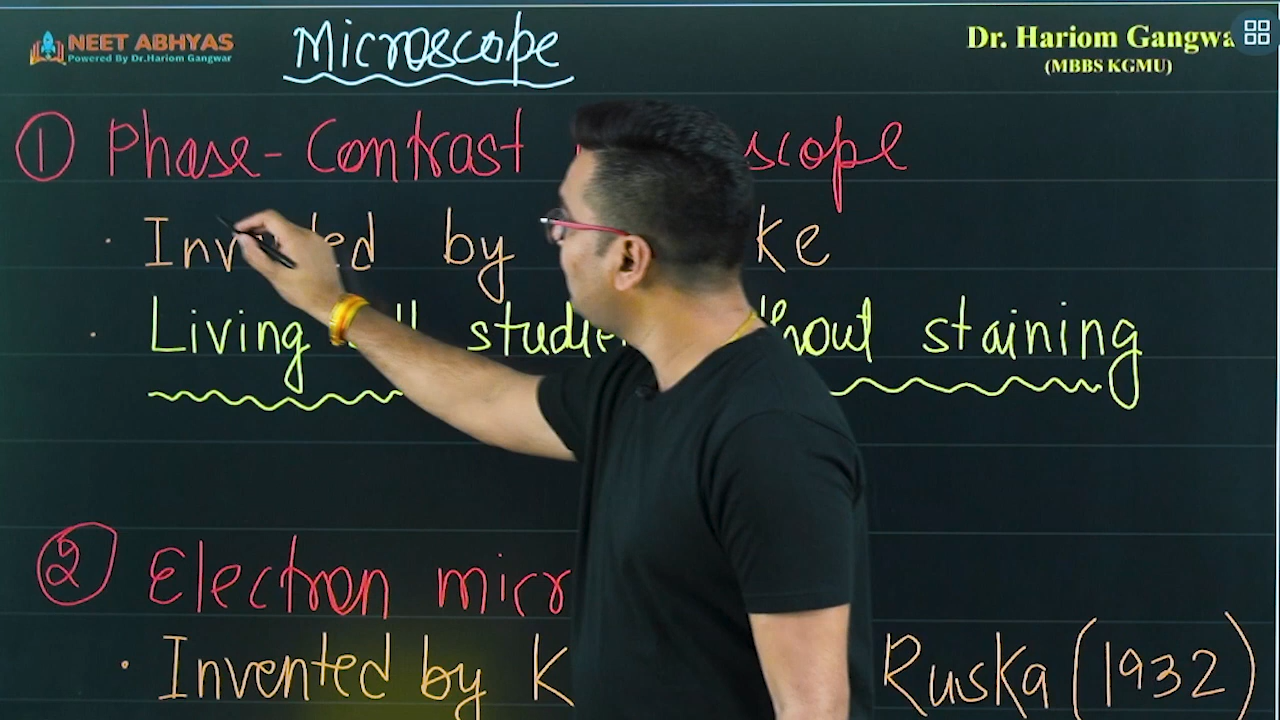 NEET ABHYAS
Powered By Dr.Hariom Gangwar
Microscope
Dr. Hariom Gangwa
(MBBS KGMU)
① Phase-Contrast scope
· Inv ed by ke
· Living studie hout staining
② Electron micr
· Invented by K Ruska (1932)